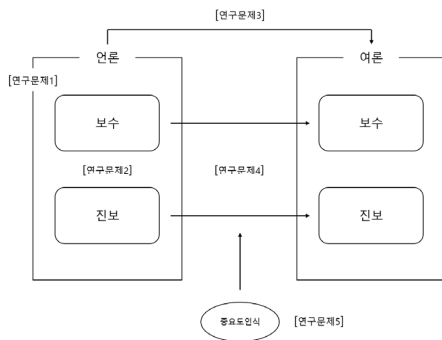 [연구문제3]
언론
여론
[연구문제1]
보수
보수
[연구문제2]
[연구문제4]
진보
진보
중요도인식
[연구문제5]